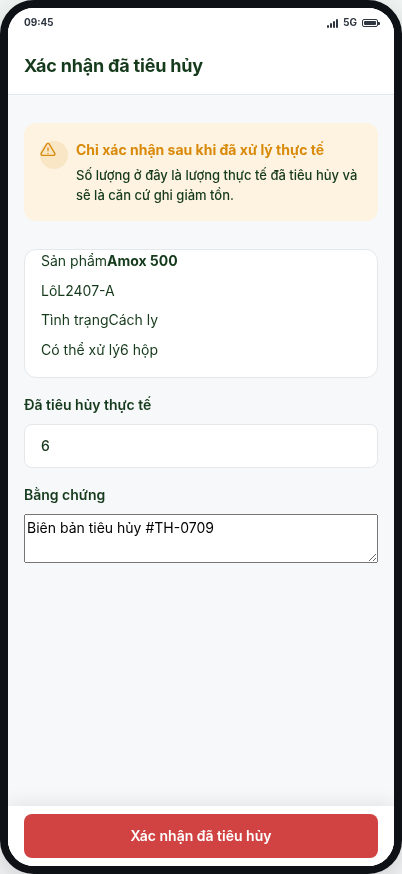 09:45
5G
Xác nhận đã tiêu hủy
Chỉ xác nhận sau khi đã xử lý thực tế
Số lượng ở đây là lượng thực tế đã tiêu hủy và
sẽ là căn cứ ghi giảm tồn.
Sản phẩmAmox 500
LôL2407-A
Tình trạngCách ly
Có thể xử lý6 hộp
Đã tiêu hủy thực tế
6
Bằng chứng
Biên bản tiêu hủy #TH-0709
Xác nhận đã tiêu hủy